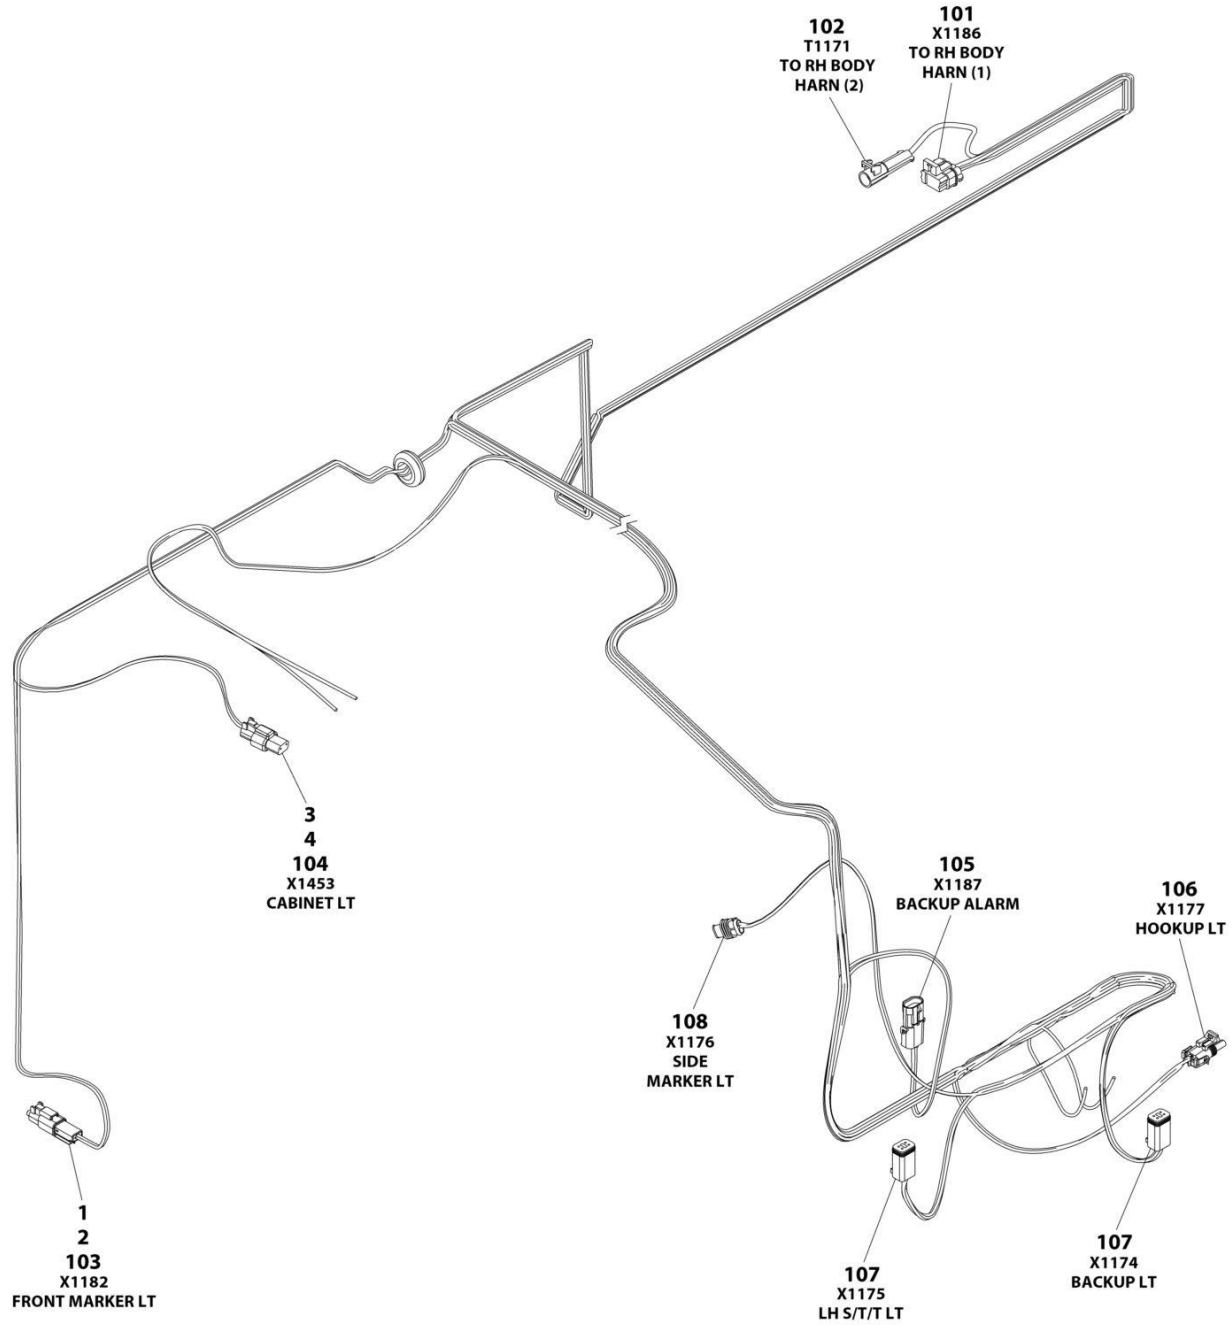 102
T1171
TO RH BODY
HARN (2)
101
X1186
TO RH BODY
HARN (1)
3
4
104
X1453
CABINET LT
105
X1187
BACKUP ALARM
106
X1177
HOOKUP LT
108
X1176
SIDE
MARKER LT
1
2
103
X1182
FRONT MARKER LT
107
X1175
LH S/T/T LT
107
X1174
BACKUP LT